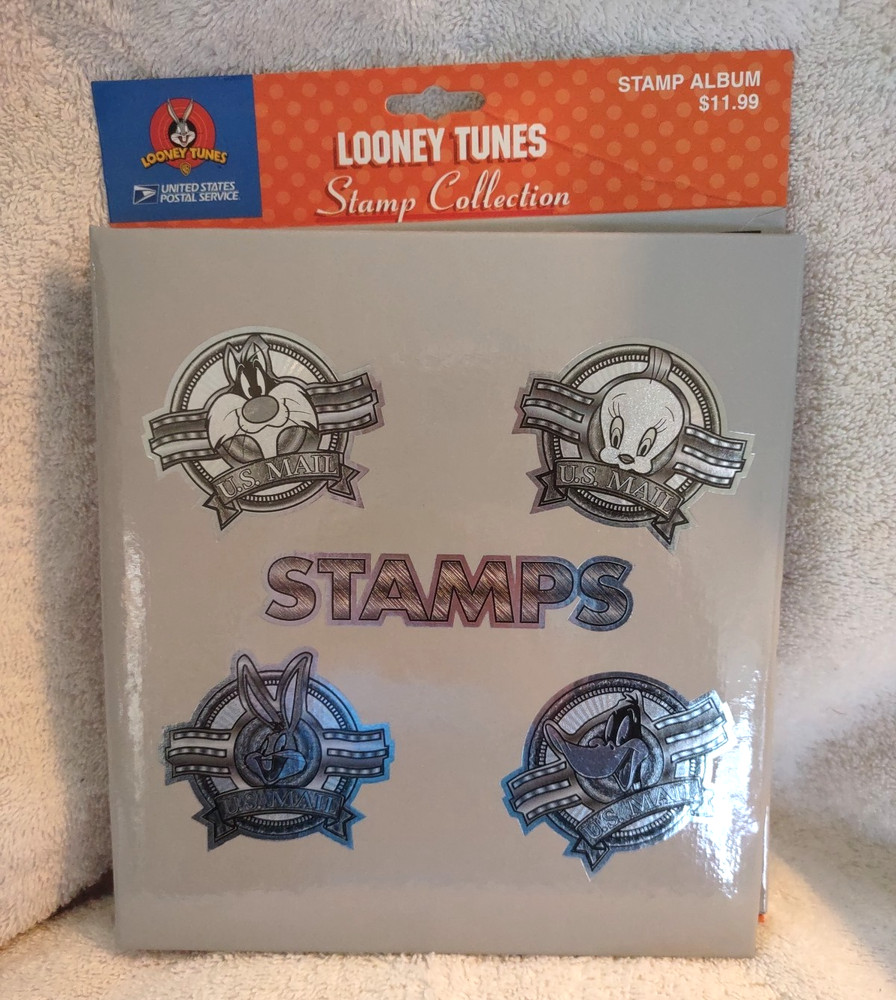 LOONEY TUNES
UNITED STATES
POSTAL SERVICE
LOONEY TUNES
Stamp Collection
STAMP ALBUM
$11.99
U.S. MAIL
U.S. MAIL
STAMPS
U.S. MAIL
U.S. MAIL